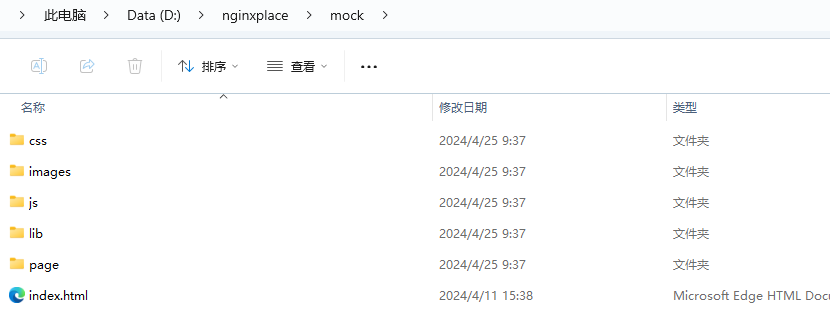 此电脑 Data (D:) nginxplace mock
排序 查看
名称 修改日期 类型
css 2024/4/25 9:37 文件夹
images 2024/4/25 9:37 文件夹
js 2024/4/25 9:37 文件夹
lib 2024/4/25 9:37 文件夹
page 2024/4/25 9:37 文件夹
index.html 2024/4/11 15:38 Microsoft Edge HTML Doc